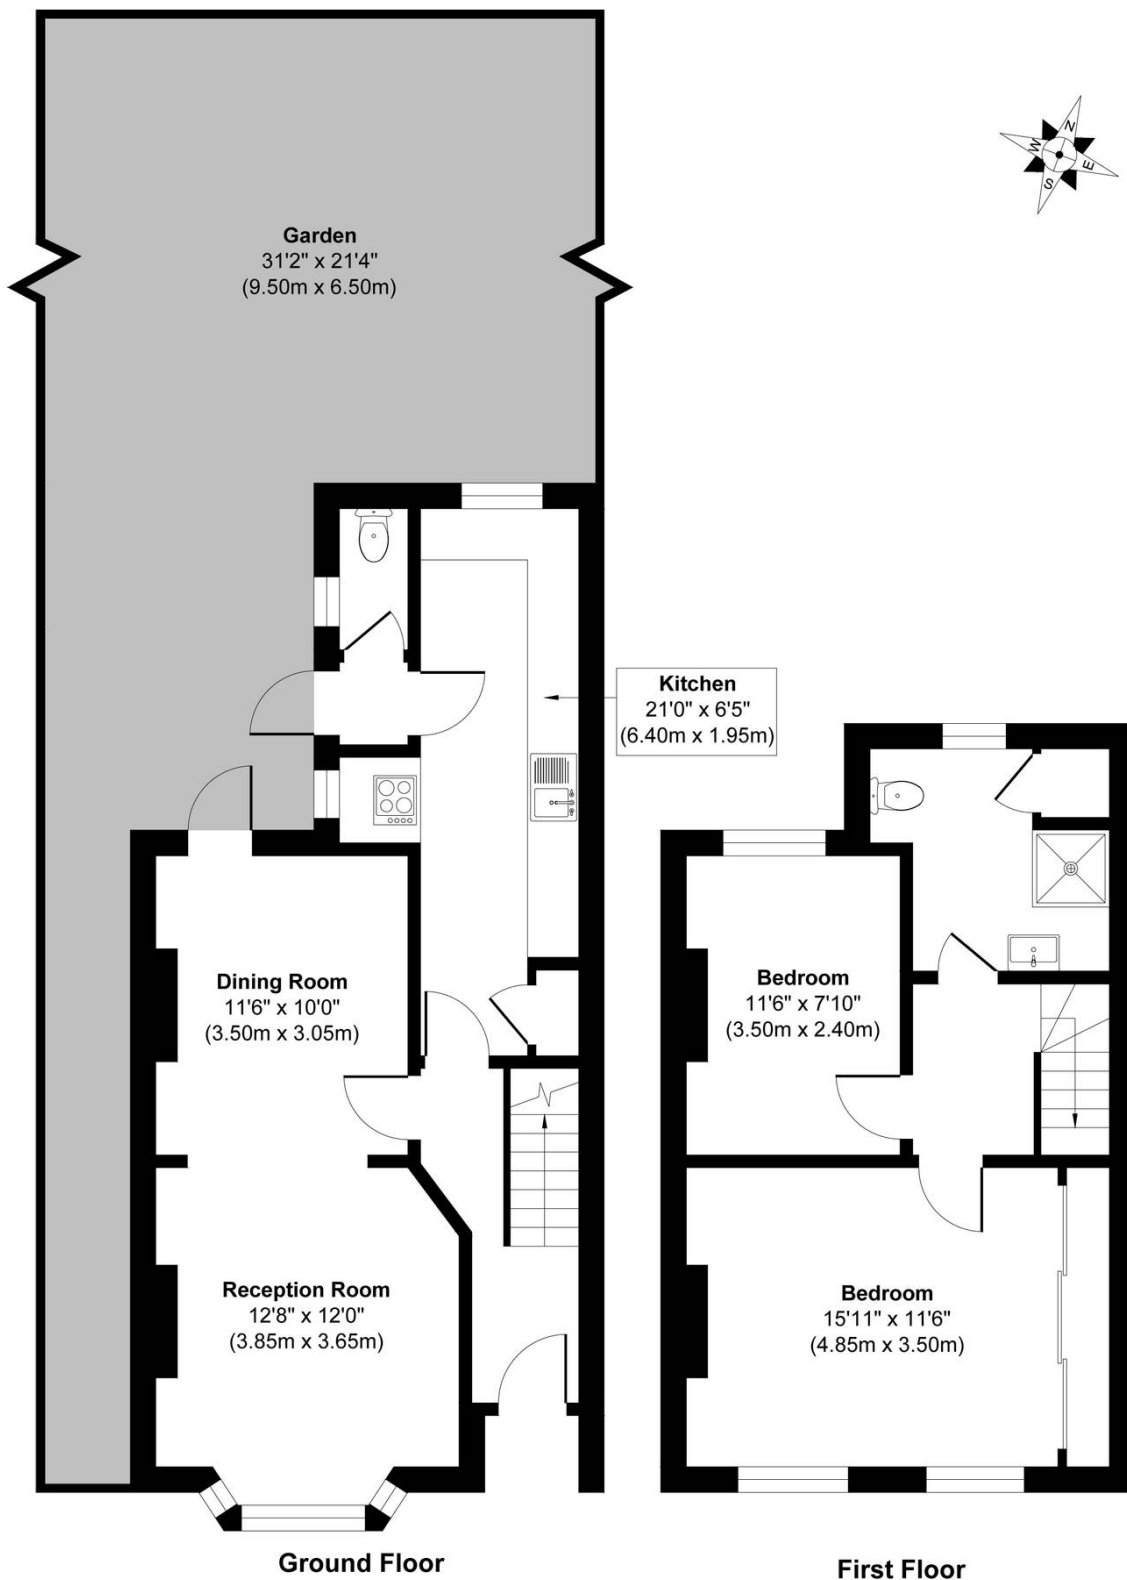 Garden
31'2" x 21'4"
(9.50m x 6.50m)
N
W
E
S
Kitchen
21'0" x 6'5"
(6.40m x 1.95m)
Dining Room
11'6" x 10'0"
(3.50m x 3.05m)
Bedroom
11'6" x 7'10"
(3.50m x 2.40m)
Reception Room
12'8" x 12'0"
(3.85m x 3.65m)
Bedroom
15'11" x 11'6"
(4.85m x 3.50m)
Ground Floor
First Floor